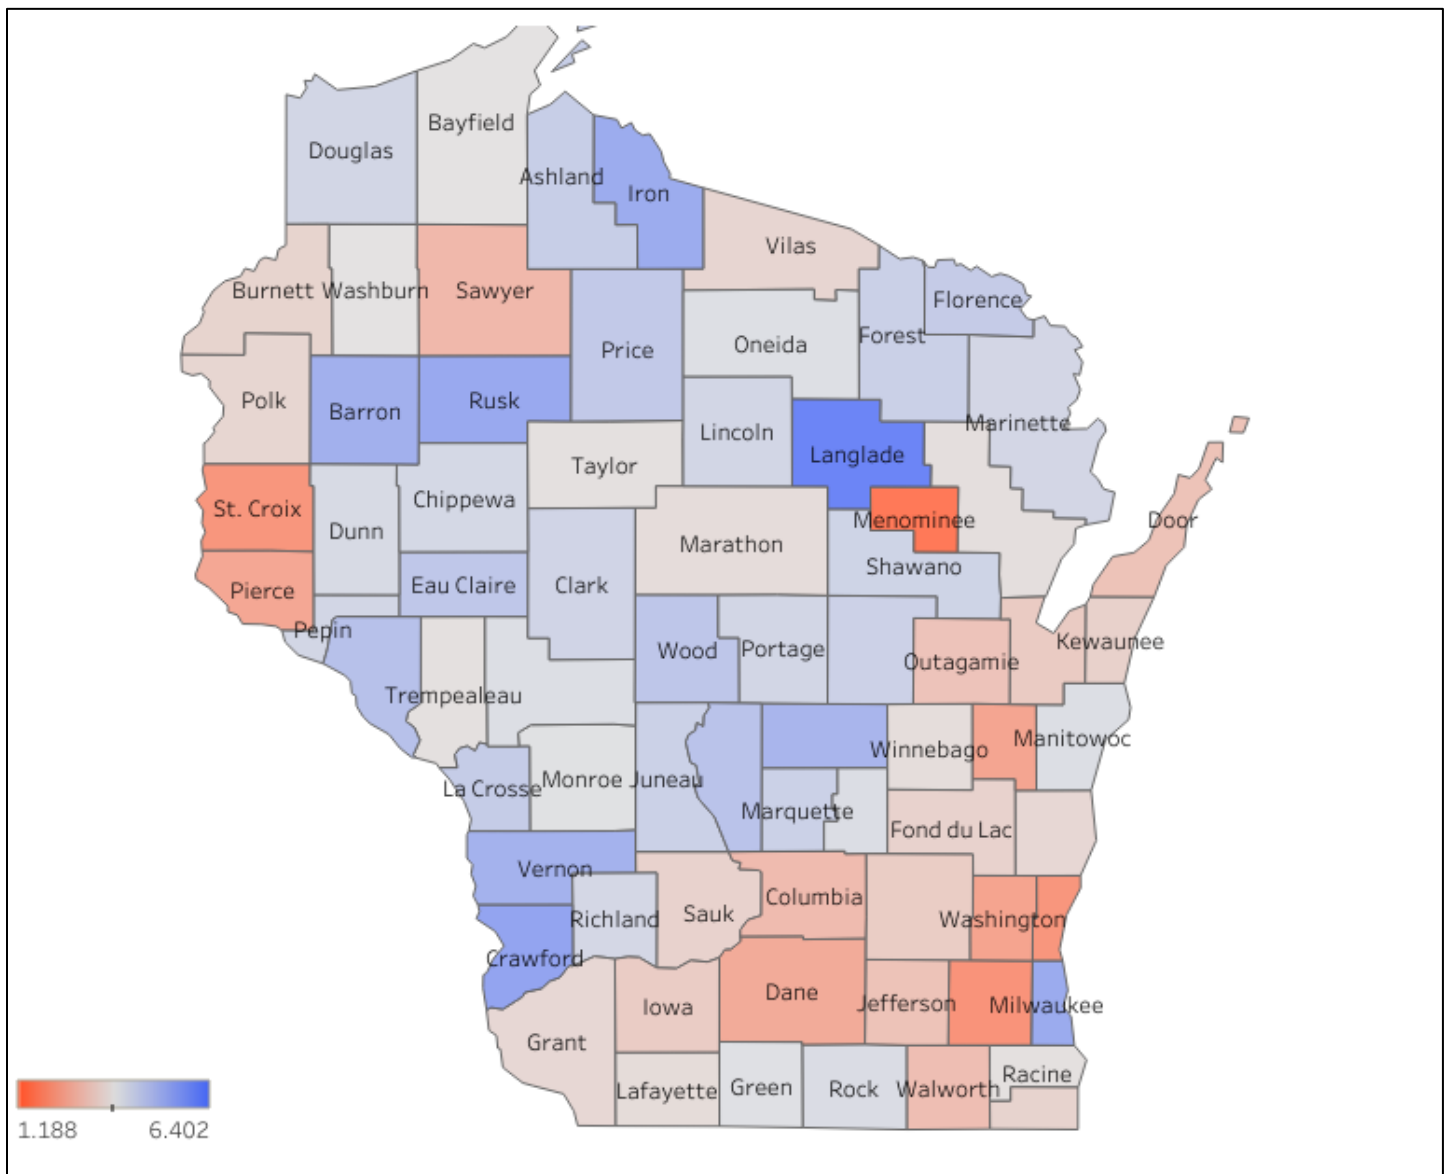 Bayfield
Douglas
Ashland
Iron
Vilas
Burnett
Washburn
Sawyer
Florence
Forest
Oneida
Price
Polk
Barron
Rusk
Marinette
Lincoln
Langlade
Taylor
Chippewa
St. Croix
Dunn
Menominee
Door
Marathon
Shawano
Pierce
Eau Claire
Clark
Pepin
Wood
Portage
Outagamie
Kewaunee
Trempealeau
Winnebago
Manitowoc
La Crosse
Monroe
Juneau
Marquette
Fond du Lac
Vernon
Columbia
Richland
Sauk
Washington
Crawford
Dane
Iowa
Jefferson
Milwaukee
Grant
Lafayette
Green
Rock
Walworth
Racine
1.188
6.402